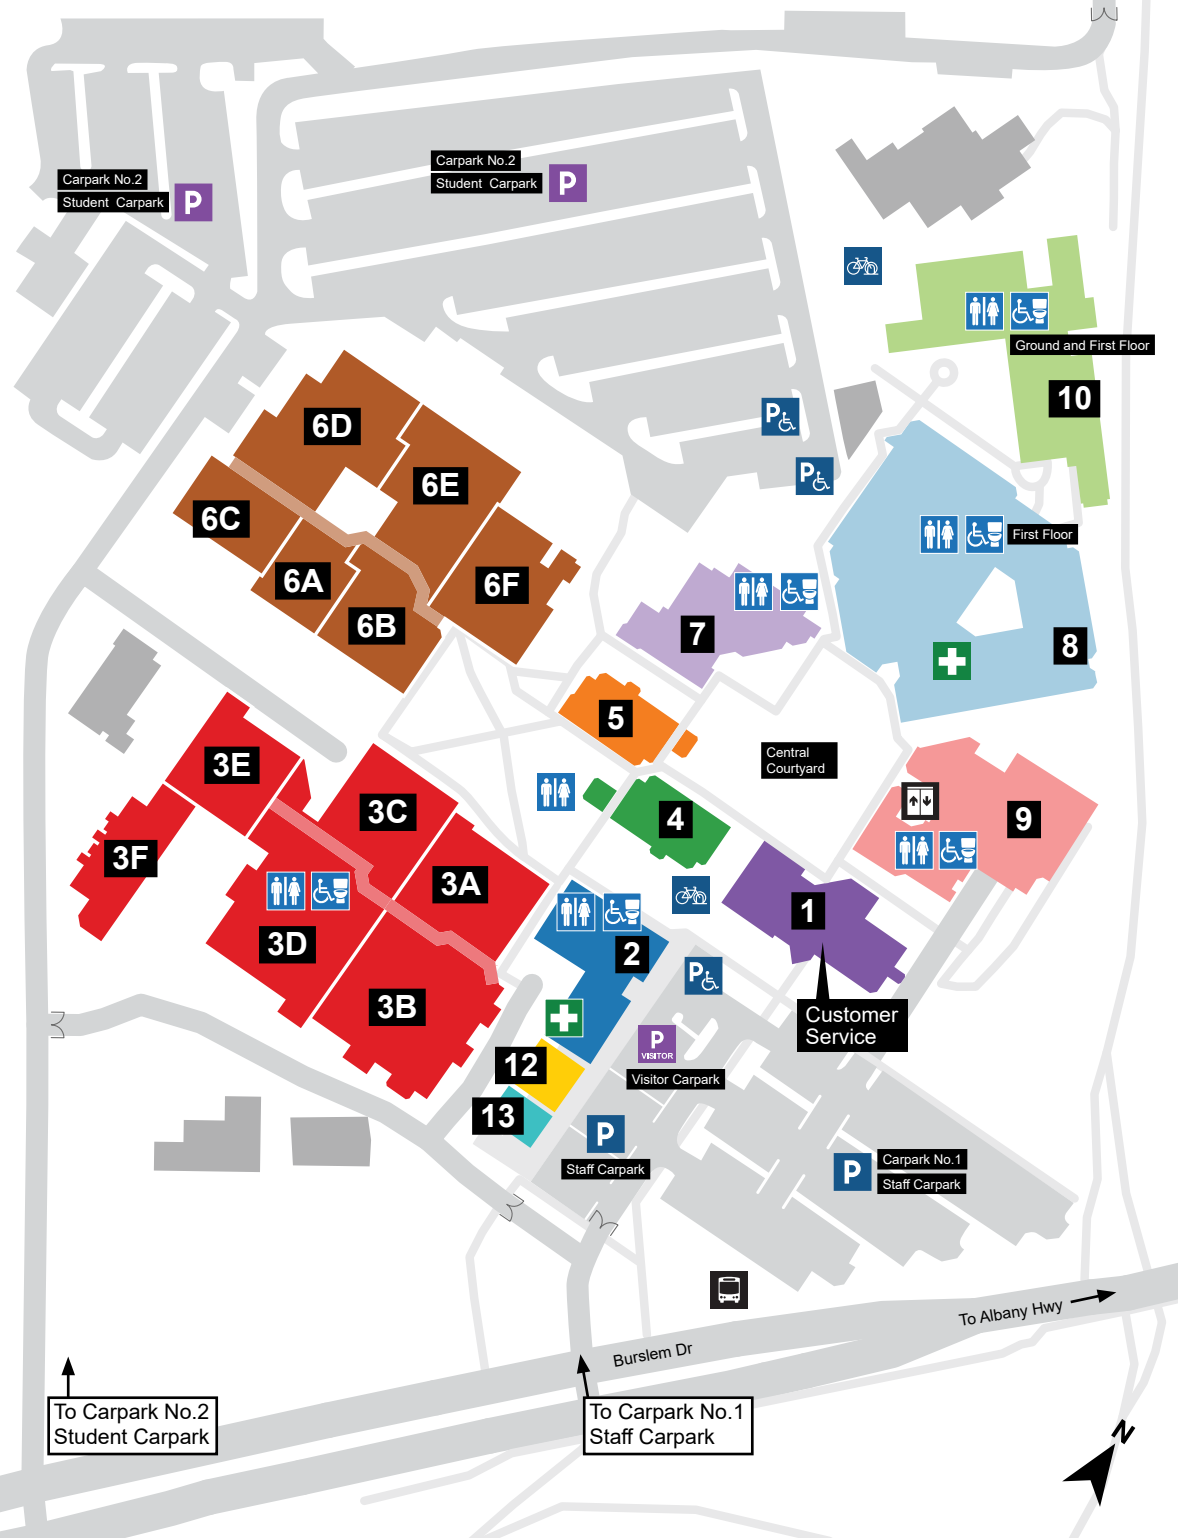 Carpark No.2
Student Carpark
P
Carpark No.2
Student Carpark
P
Ground and First Floor
10
6D
P
6E
P
6C
First Floor
6A
6F
6B
7
8
5
3E
Central
Courtyard
3C
4
9
3F
3A
1
3D
2
P
3B
Customer
Service
P
VISITOR
12
Visitor Carpark
13
P
Staff Carpark
P
Carpark No.1
Staff Carpark
To Albany Hwy
Burslem Dr
To Carpark No.2
Student Carpark
To Carpark No.1
Staff Carpark
N